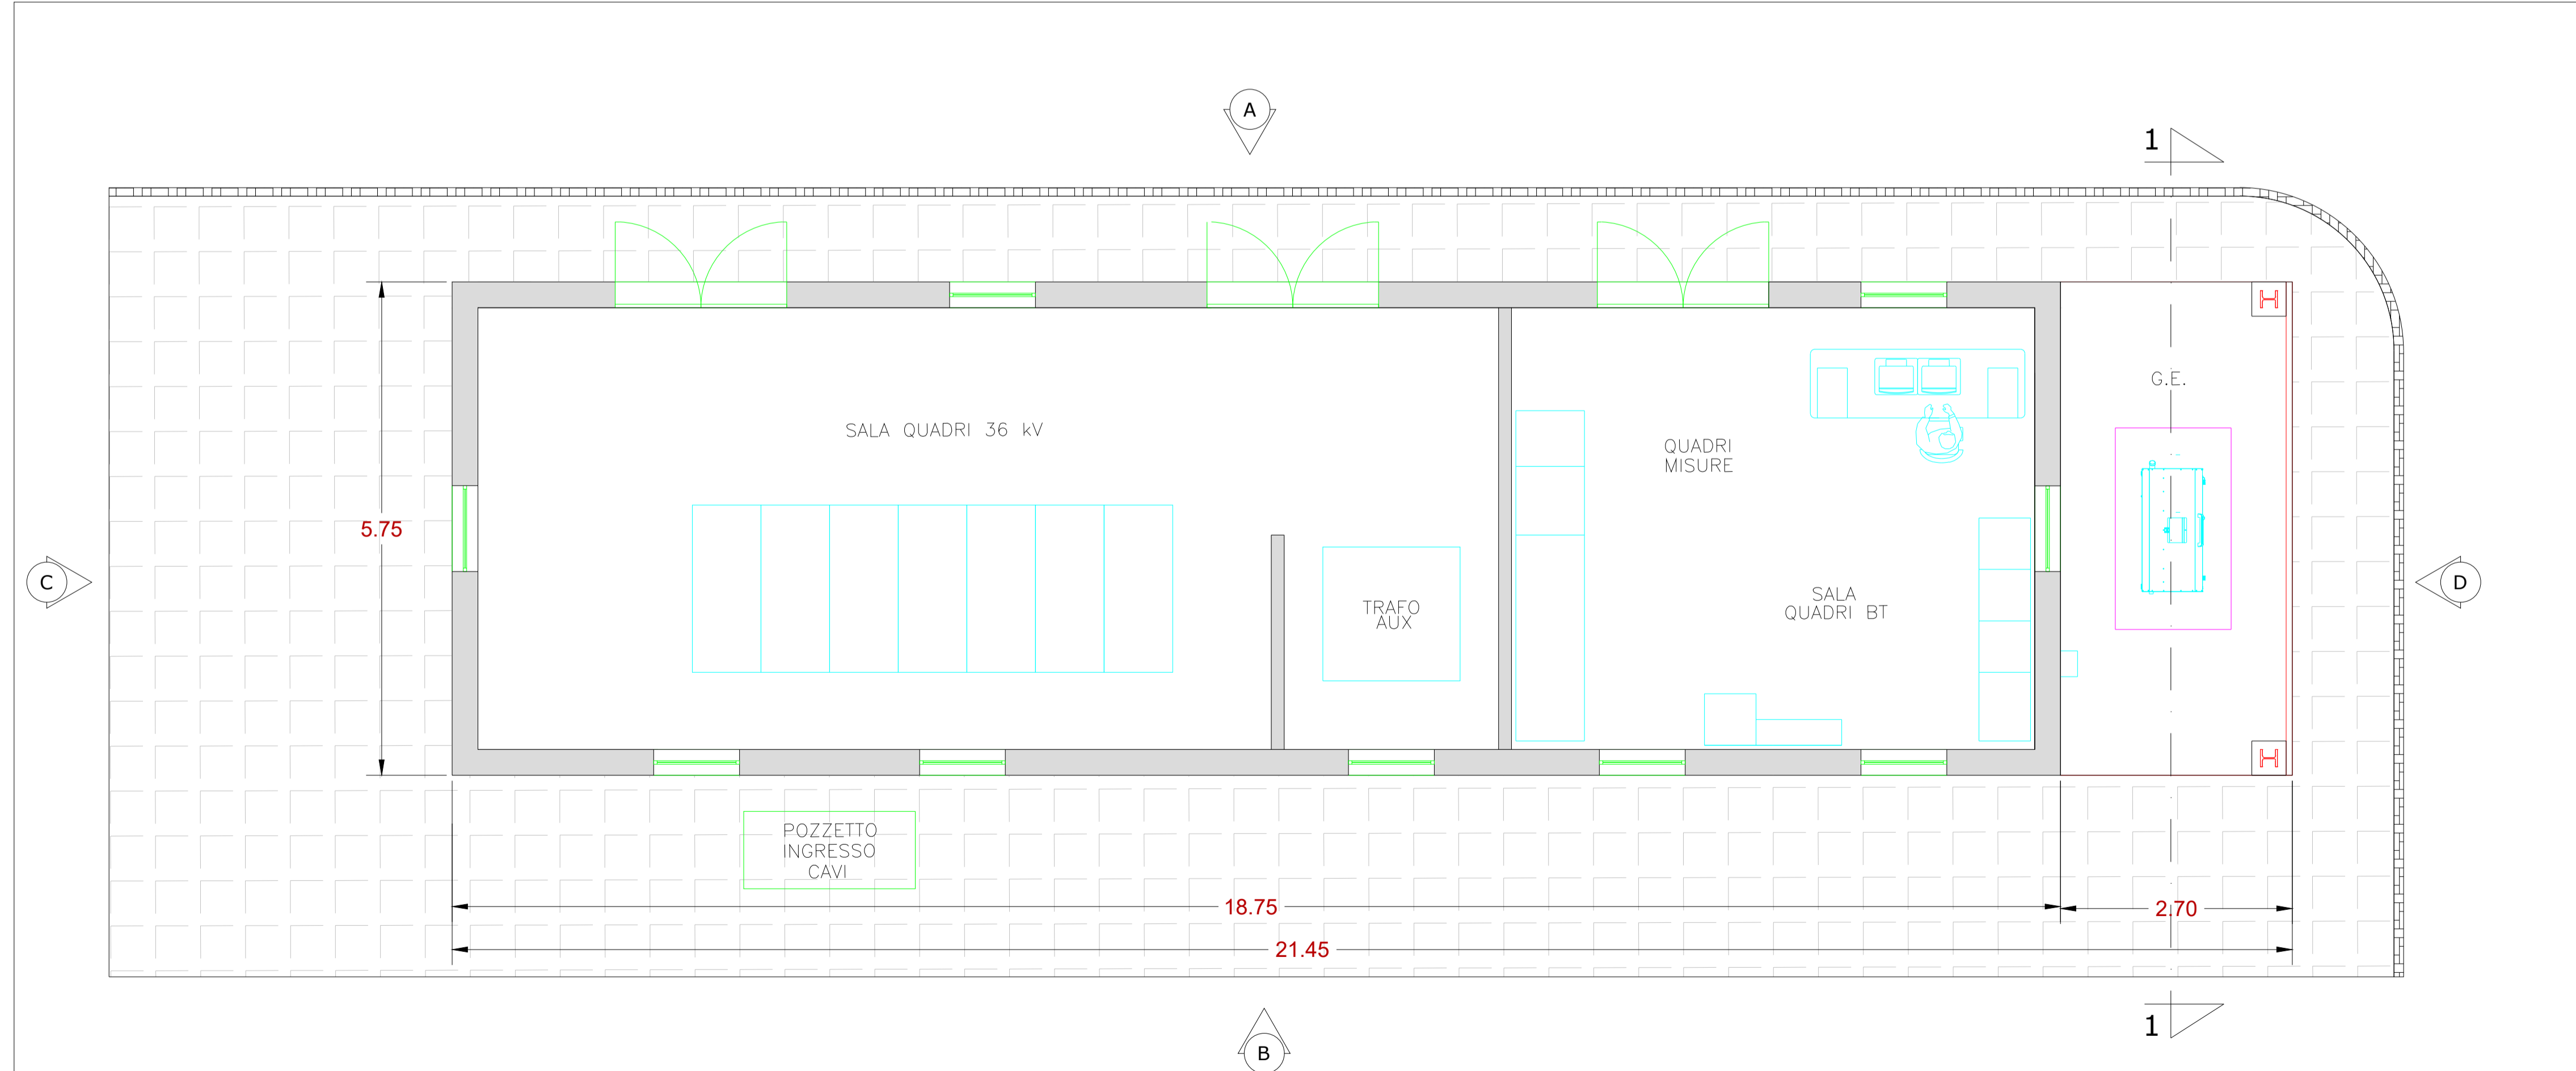 A
1
G.E.
SALA QUADRI 36 kV
QUADRI
MISURE
5.75
C
D
TRAFO
AUX
SALA
QUADRI BT
POZZETTO
INGRESSO
CAVI
18.75
2.70
21.45
1
B